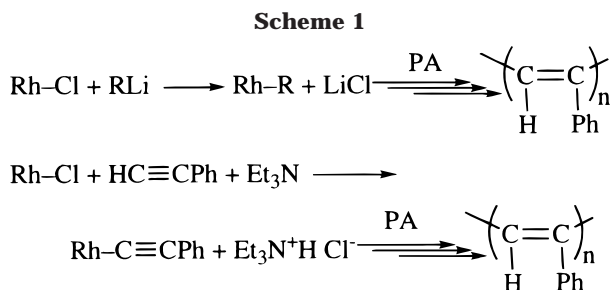 Scheme 1
Rh–Cl + RLi ⟶ Rh–R + LiCl PA (C=C)n
H Ph
Rh–Cl + HC≡CPh + Et₃N ⟶
Rh–C≡CPh + Et₃N⁺H Cl⁻ PA (C=C)n
H Ph